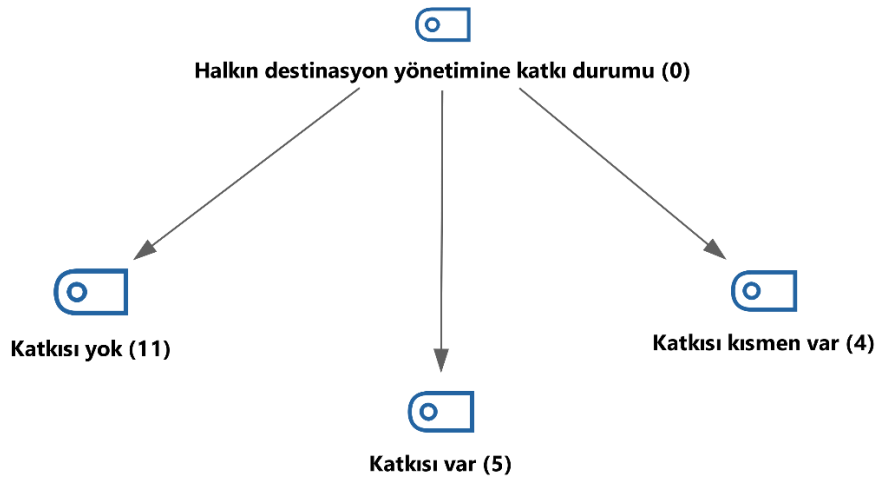 Halkın destinasyon yönetimine katkı durumu (0)
Katkısı yok (11)
Katkısı kısmen var (4)
Katkısı var (5)